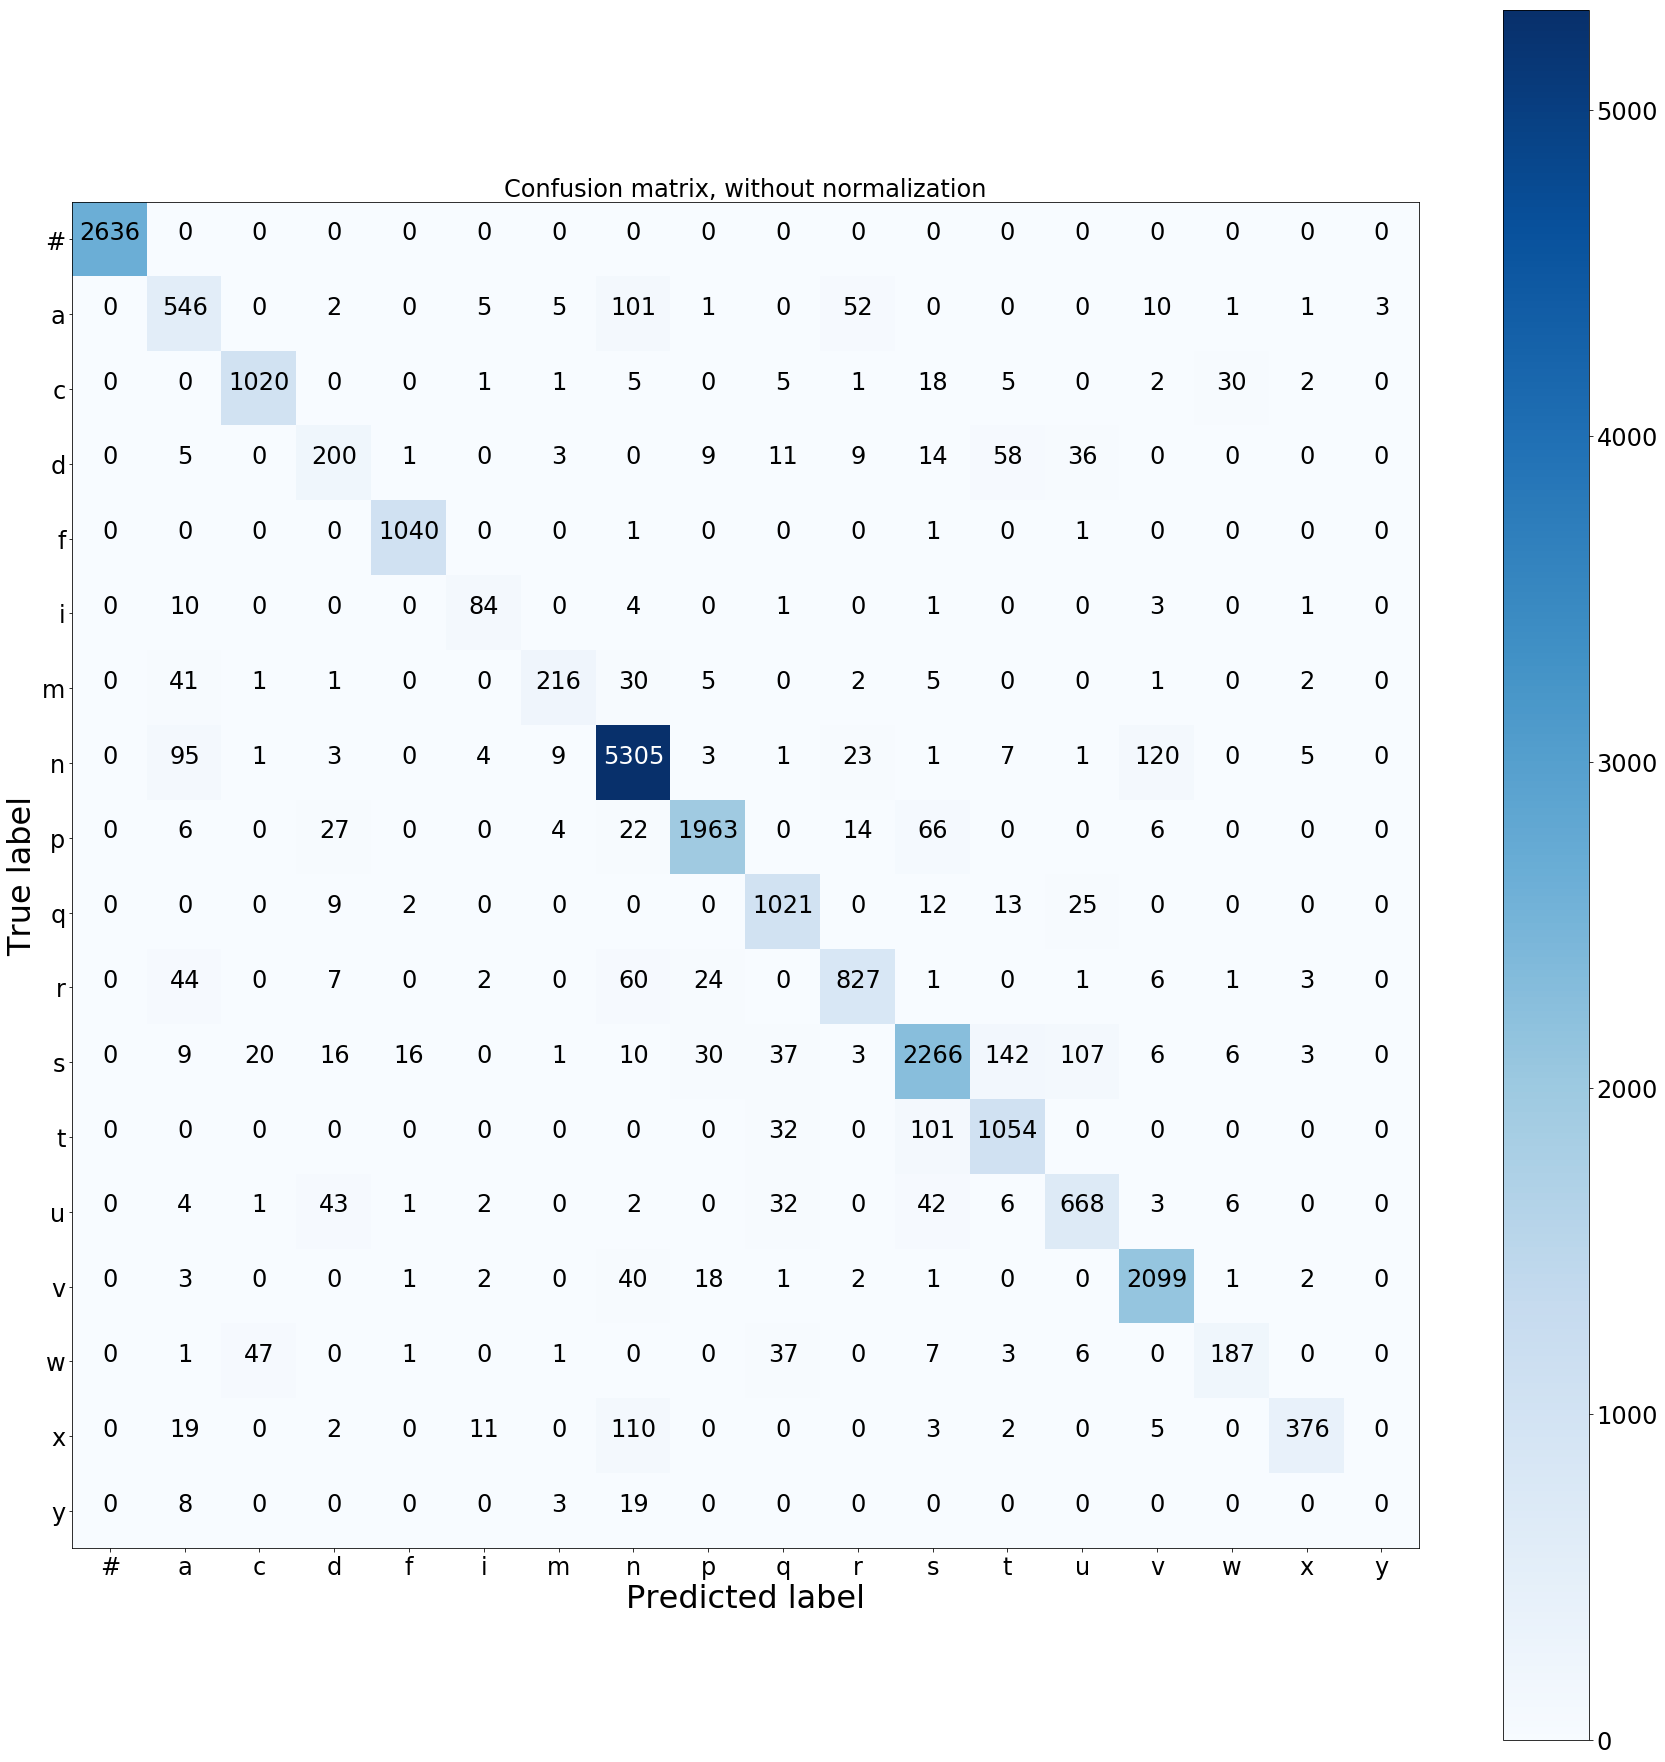 Confusion matrix, without normalization
# 2636 0 0 0 0 0 0 0 0 0 0 0 0 0 0 0 0 0
a 0 546 0 2 0 5 5 101 1 0 52 0 0 0 10 1 1 3
c 0 0 1020 0 0 1 1 5 0 5 1 18 5 0 2 30 2 0
d 0 5 0 200 1 0 3 0 9 11 9 14 58 36 0 0 0 0
f 0 0 0 0 1040 0 0 1 0 0 0 1 0 1 0 0 0 0
i 0 10 0 0 0 84 0 4 0 1 0 1 0 0 3 0 1 0
m 0 41 1 1 0 0 216 30 5 0 2 5 0 0 1 0 2 0
n 0 95 1 3 0 4 9 5305 3 1 23 1 7 1 120 0 5 0
p 0 6 0 27 0 0 4 22 1963 0 14 66 0 0 6 0 0 0
q 0 0 0 9 2 0 0 0 0 1021 0 12 13 25 0 0 0 0
r 0 44 0 7 0 2 0 60 24 0 827 1 0 1 6 1 3 0
s 0 9 20 16 16 0 1 10 30 37 3 2266 142 107 6 6 3 0
t 0 0 0 0 0 0 0 0 0 32 0 101 1054 0 0 0 0 0
u 0 4 1 43 1 2 0 2 0 32 0 42 6 668 3 6 0 0
v 0 3 0 0 1 2 0 40 18 1 2 1 0 0 2099 1 2 0
w 0 1 47 0 1 0 1 0 0 37 0 7 3 6 0 187 0 0
x 0 19 0 2 0 11 0 110 0 0 0 3 2 0 5 0 376 0
y 0 8 0 0 0 0 3 19 0 0 0 0 0 0 0 0 0 0
# a c d f i m n p q r s t u v w x y
True label
Predicted label
5000
4000
3000
2000
1000
0